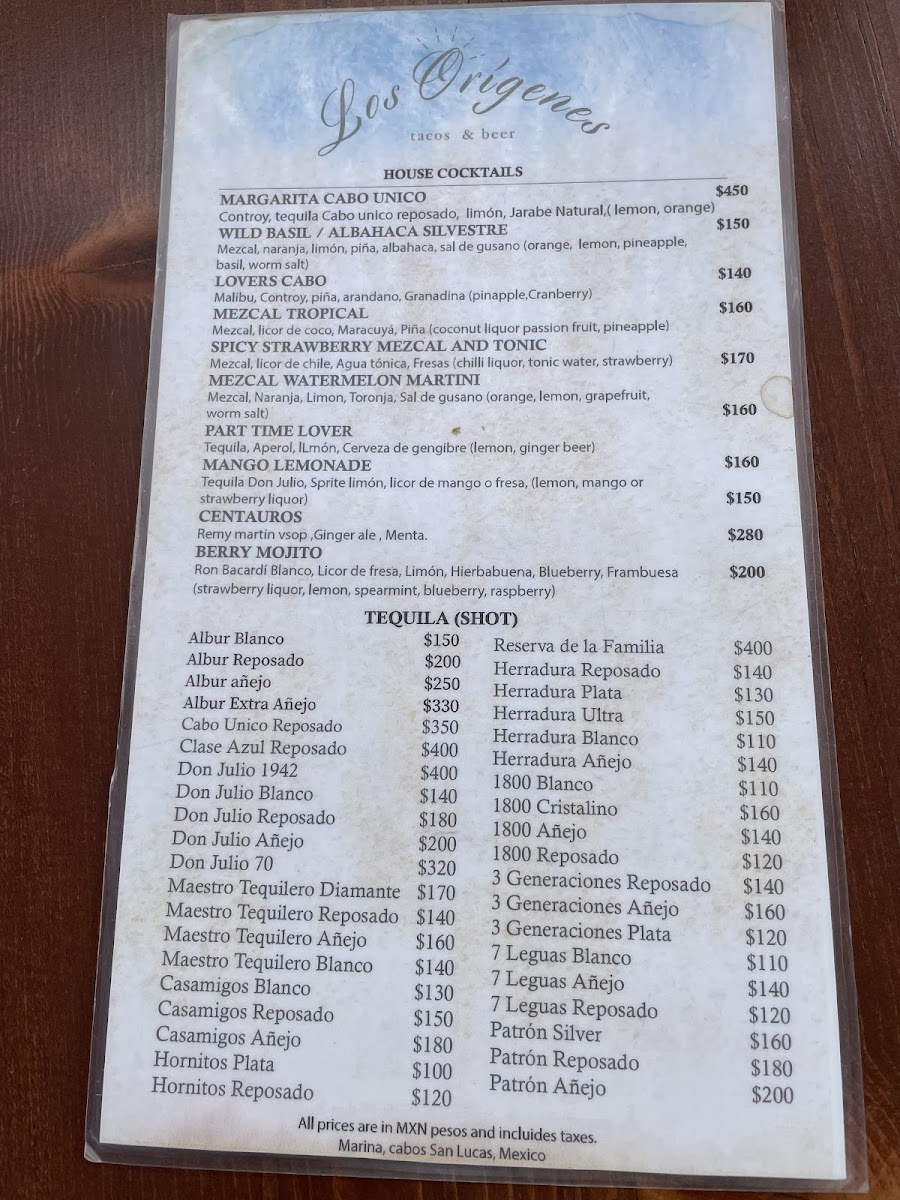 Los Orígenes
tacos & beer
HOUSE COCKTAILS
MARGARITA CABO UNICO $450
Controy, tequila Cabo unico reposado, limón, Jarabe Natural,( lemon, orange)
WILD BASIL / ALBAHACA SILVESTRE $150
Mezcal, naranja, limón, piña, albahaca, sal de gusano (orange, lemon, pineapple,
basil, worm salt)
LOVERS CABO $140
Malibu, Controy, piña, arandano, Granadina (pinapple,Cranberry)
MEZCAL TROPICAL $160
Mezcal, licor de coco, Maracuyá, Piña (coconut liquor passion fruit, pineapple)
SPICY STRAWBERRY MEZCAL AND TONIC
Mezcal, licor de chile, Agua tónica, Fresas (chilli liquor, tonic water, strawberry) $170
MEZCAL WATERMELON MARTINI
Mezcal, Naranja, Limon, Toronja, Sal de gusano (orange, lemon, grapefruit,
worm salt) $160
PART TIME LOVER
Tequila, Aperol, lLmón, Cerveza de gengibre (lemon, ginger beer)
MANGO LEMONADE $160
Tequila Don Julio, Sprite limón, licor de mango o fresa, (lemon, mango or
strawberry liquor) $150
CENTAUROS
Remy martin vsop ,Ginger ale , Menta. $280
BERRY MOJITO
Ron Bacardí Blanco, Licor de fresa, Limón, Hierbabuena, Blueberry, Frambuesa $200
(strawberry liquor, lemon, spearmint, blueberry, raspberry)
TEQUILA (SHOT)
Albur Blanco $150
Albur Reposado $200
Albur añejo $250
Albur Extra Añejo $330
Cabo Unico Reposado $350
Clase Azul Reposado $400
Don Julio 1942 $400
Don Julio Blanco $140
Don Julio Reposado $180
Don Julio Añejo $200
Don Julio 70 $320
Maestro Tequilero Diamante $170
Maestro Tequilero Reposado $140
Maestro Tequilero Añejo $160
Maestro Tequilero Blanco $140
Casamigos Blanco $130
Casamigos Reposado $150
Casamigos Añejo $180
Hornitos Plata $100
Hornitos Reposado $120
Reserva de la Familia $400
Herradura Reposado $140
Herradura Plata $130
Herradura Ultra $150
Herradura Blanco $110
Herradura Añejo $140
1800 Blanco $110
1800 Cristalino $160
1800 Añejo $140
1800 Reposado $120
3 Generaciones Reposado $140
3 Generaciones Añejo $160
3 Generaciones Plata $120
7 Leguas Blanco $110
7 Leguas Añejo $140
7 Leguas Reposado $120
Patrón Silver $160
Patrón Reposado $180
Patrón Añejo $200
All prices are in MXN pesos and incluides taxes.
Marina, cabos San Lucas, Mexico